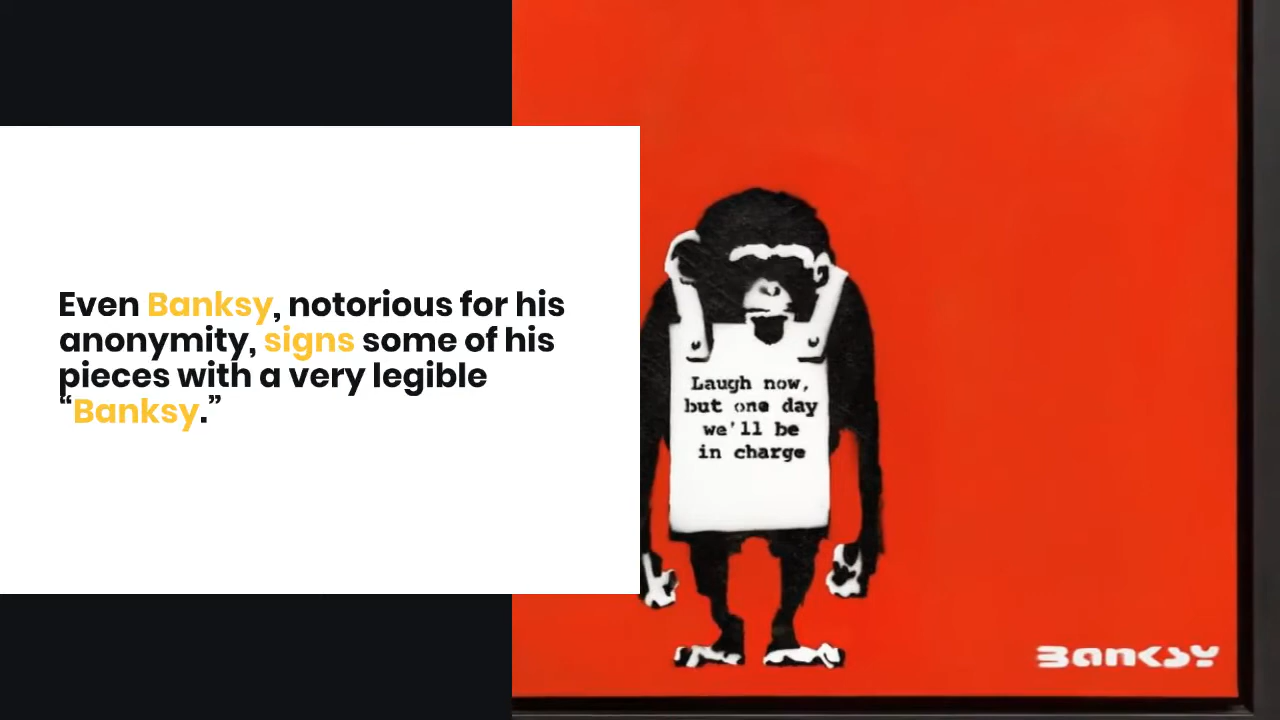 Even Banksy, notorious for his
anonymity, signs some of his
pieces with a very legible
“Banksy.”
Laugh now,
but one day
we'll be
in charge
BANKSY